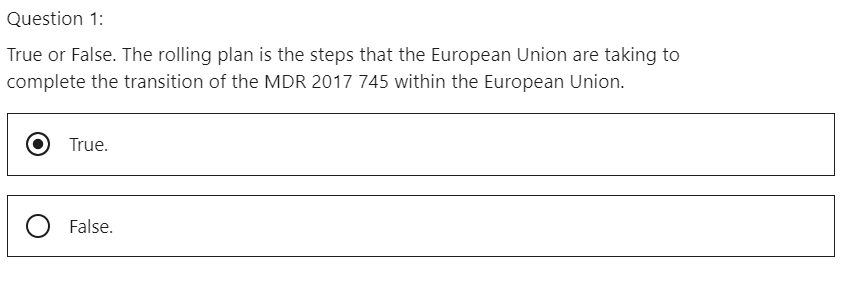 Question 1:
True or False. The rolling plan is the steps that the European Union are taking to
complete the transition of the MDR 2017 745 within the European Union.
True.
False.